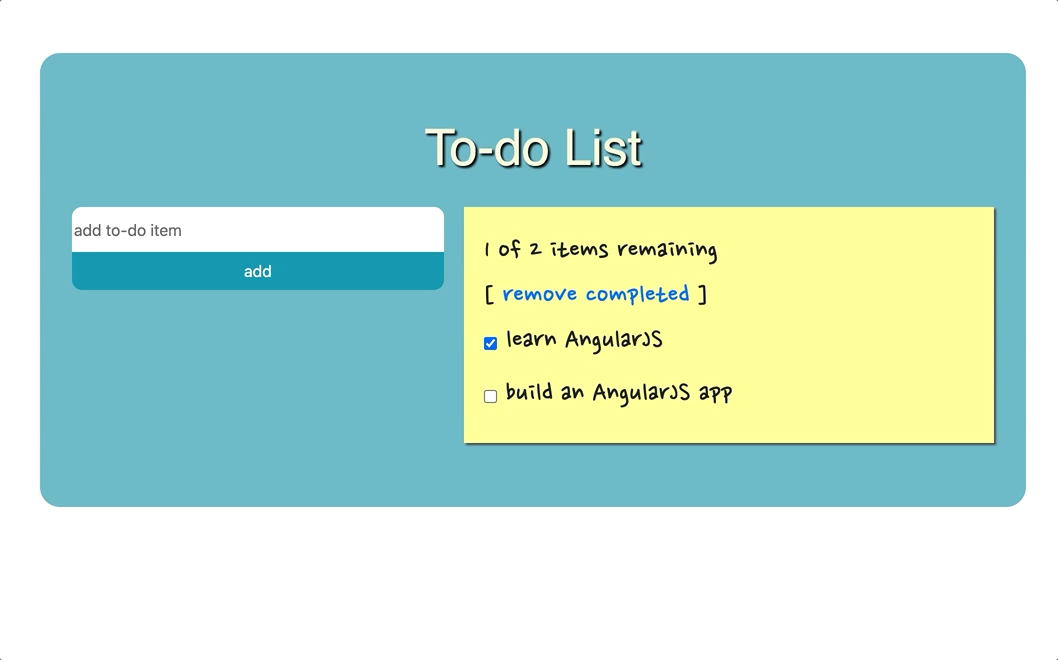 To-do List
add to-do item
add
1 of 2 items remaining
[ remove completed ]
learn AngularJS
build an AngularJS app